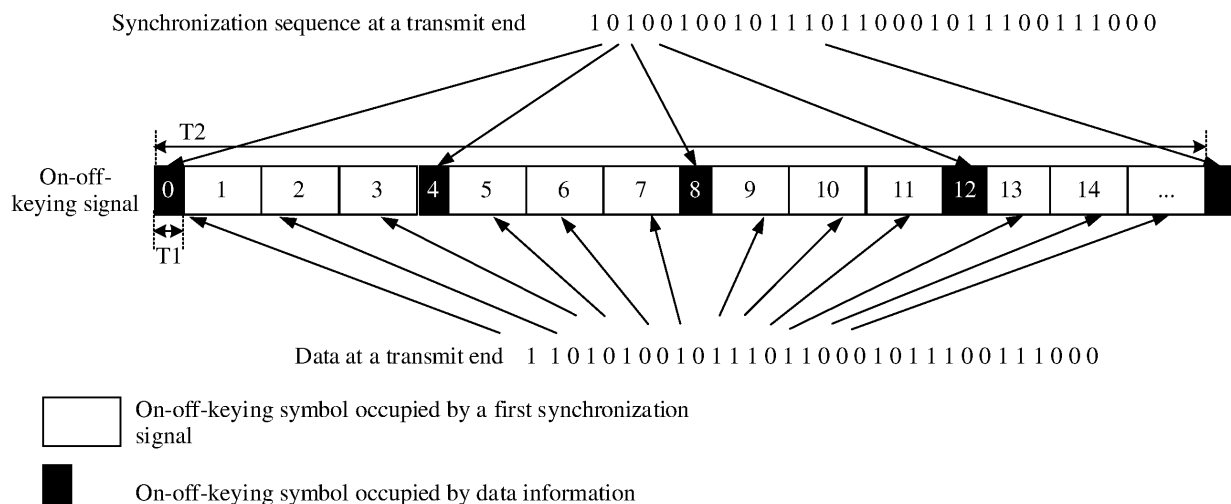 Synchronization sequence at a transmit end 1 0 1 0 0 1 0 0 1 0 1 1 1 0 1 1 0 0 0 1 0 1 1 1 0 0 1 1 1 0 0 0
T2
On-off-
keying signal
0 1 2 3 4 5 6 7 8 9 10 11 12 13 14 ...
T1
Data at a transmit end 1 1 0 1 0 1 0 0 1 0 1 1 1 0 1 1 0 0 0 1 0 1 1 1 0 0 1 1 1 0 0 0
On-off-keying symbol occupied by a first synchronization
signal
On-off-keying symbol occupied by data information